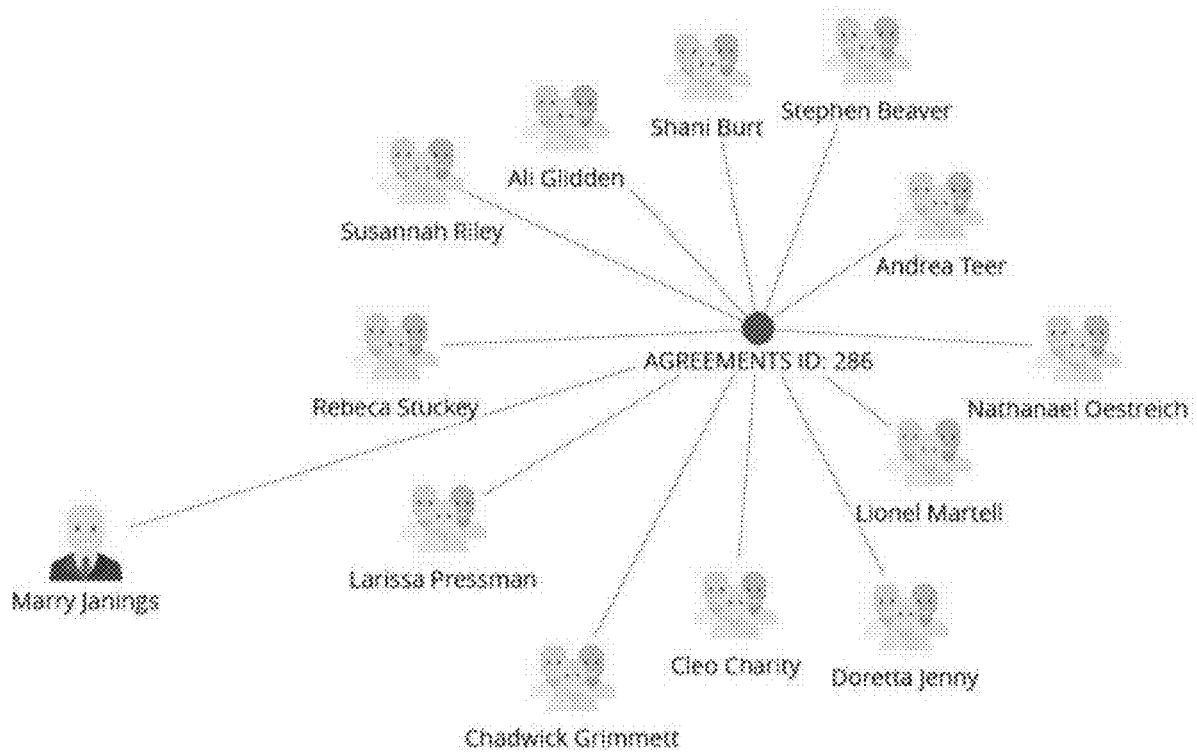 Stephen Beaver
Shani Burt
Ali Glidden
Susannah Riley
Andrea Teer
AGREEMENTS ID: 286
Rebeca Stuckey
Nathanael Oestreich
Lionel Martell
Larissa Pressman
Marry Janings
Cleo Charity
Doretta Jenny
Chadwick Grimmett